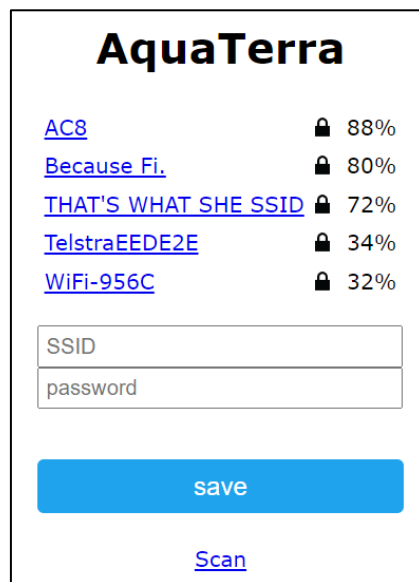 AquaTerra
AC8 88%
Because Fi. 80%
THAT'S WHAT SHE SSID 72%
TelstraEEDE2E 34%
WiFi-956C 32%
SSID
password
save
Scan